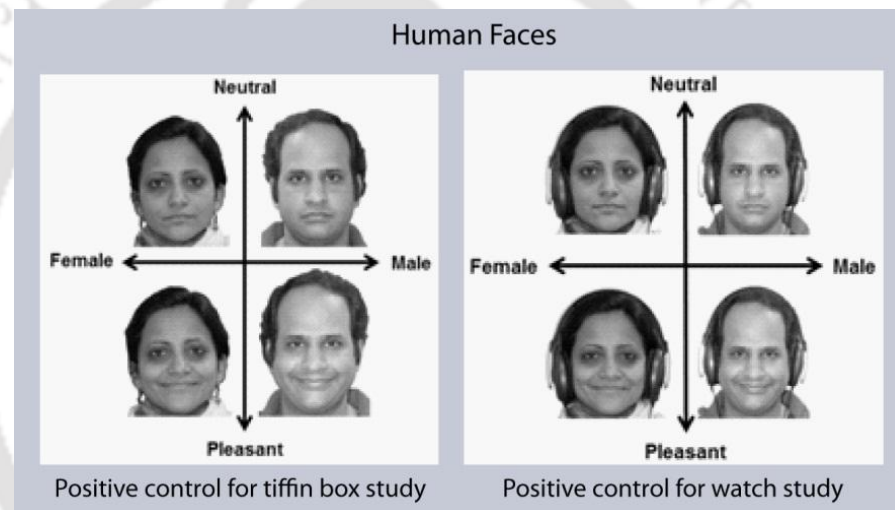 Human Faces
Neutral
Female
Male
Pleasant
Positive control for tiffin box study
Neutral
Female
Male
Pleasant
Positive control for watch study